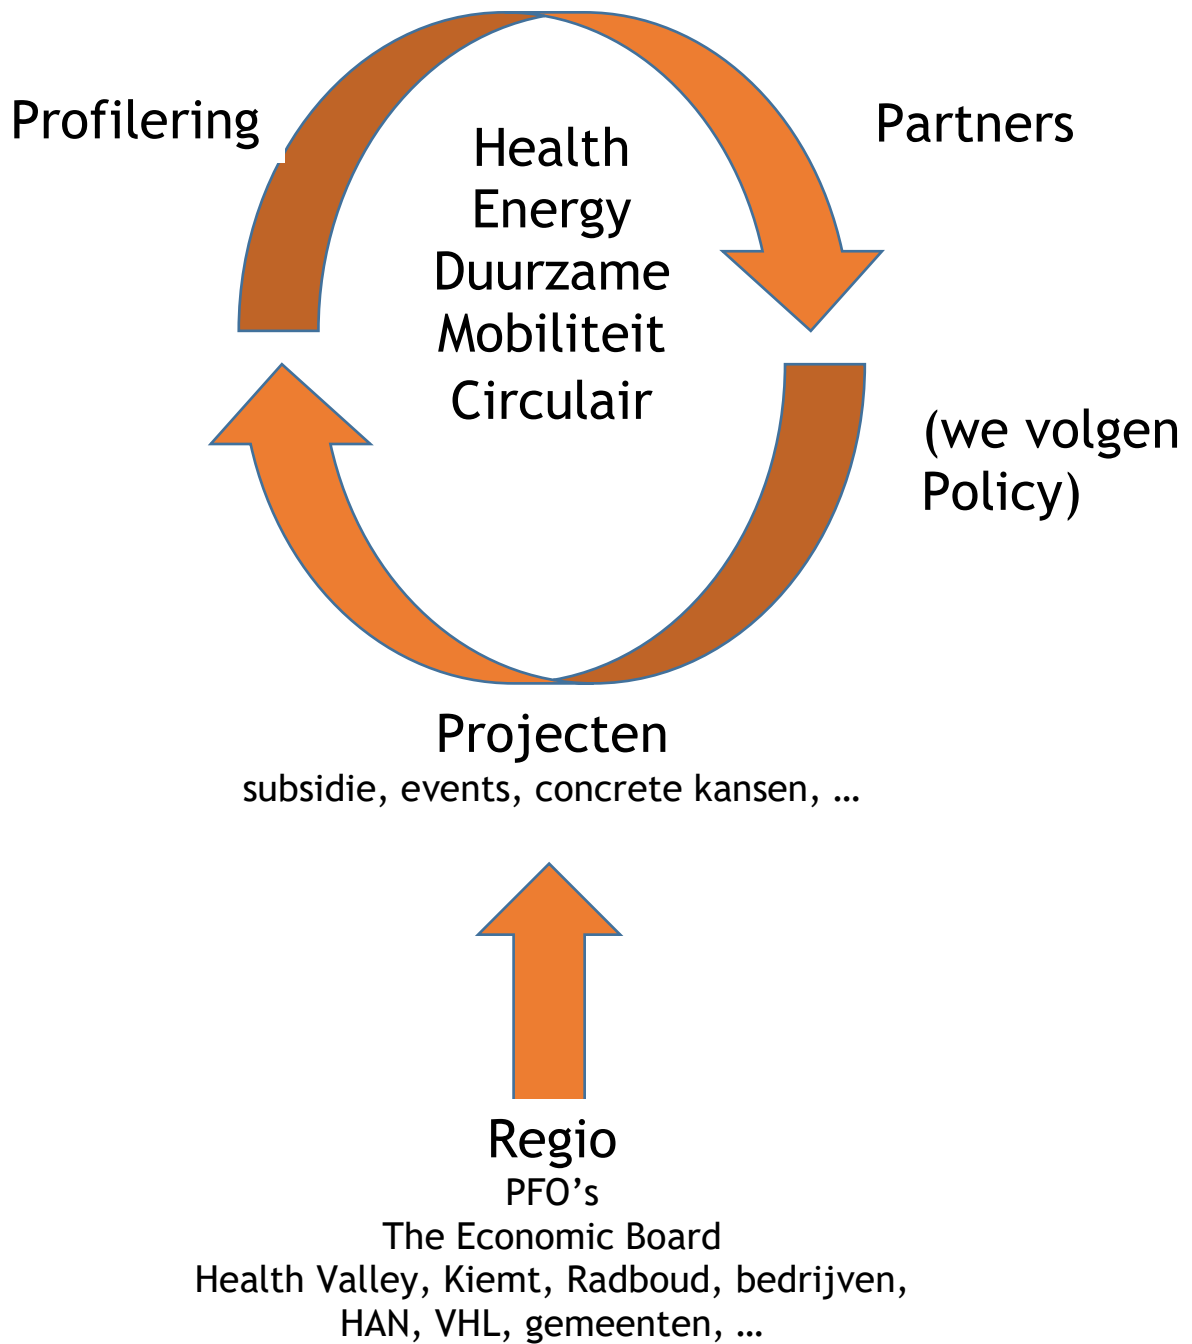 Profilering
Partners
Health
Energy
Duurzame
Mobiliteit
Circulair
(we volgen
Policy)
Projecten
subsidie, events, concrete kansen, …
Regio
PFO’s
The Economic Board
Health Valley, Kiemt, Radboud, bedrijven,
HAN, VHL, gemeenten, …